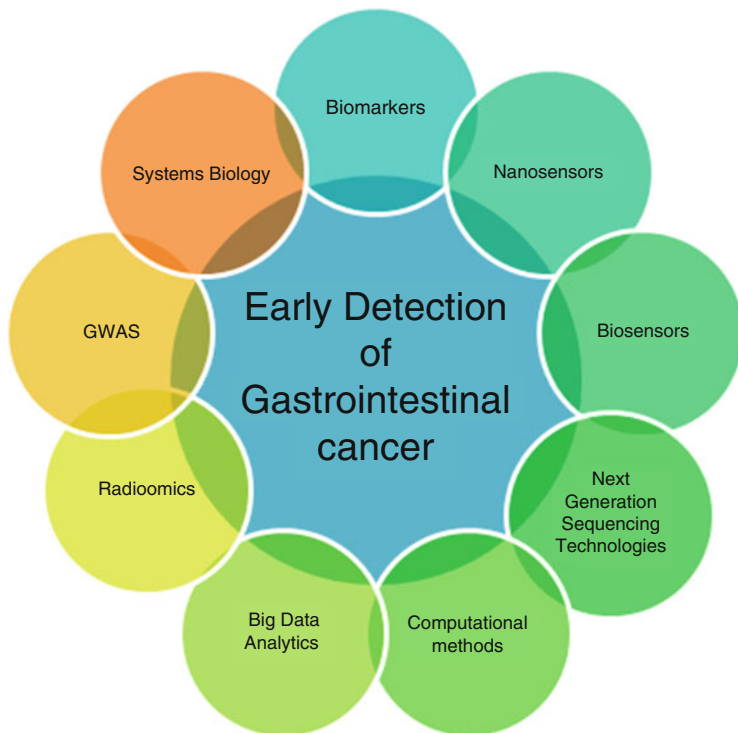 Biomarkers
Nanosensors
Biosensors
Next
Generation
Sequencing
Technologies
Computational
methods
Big Data
Analytics
Radioomics
GWAS
Systems Biology
Early Detection
of
Gastrointestinal
cancer